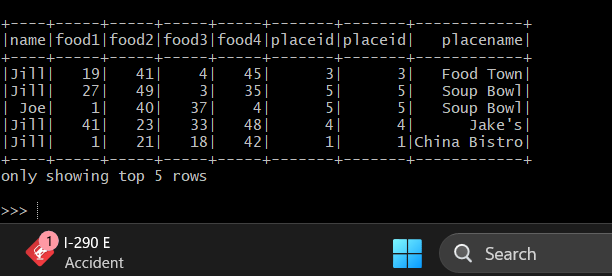 +----+-----+-----+-----+-----+-------+-------+------------+
|name|food1|food2|food3|food4|placeid|placeid|   placename|
+----+-----+-----+-----+-----+-------+-------+------------+
|Jill|   19|   41|    4|   45|      3|      3|   Food Town|
|Jill|   27|   49|    3|   35|      5|      5|   Soup Bowl|
| Joe|    1|   40|   37|    4|      5|      5|   Soup Bowl|
|Jill|   41|   23|   33|   48|      4|      4|      Jake's|
|Jill|    1|   21|   18|   42|      1|      1|China Bistro|
+----+-----+-----+-----+-----+-------+-------+------------+
only showing top 5 rows
>>>
1
I-290 E
Accident
Search